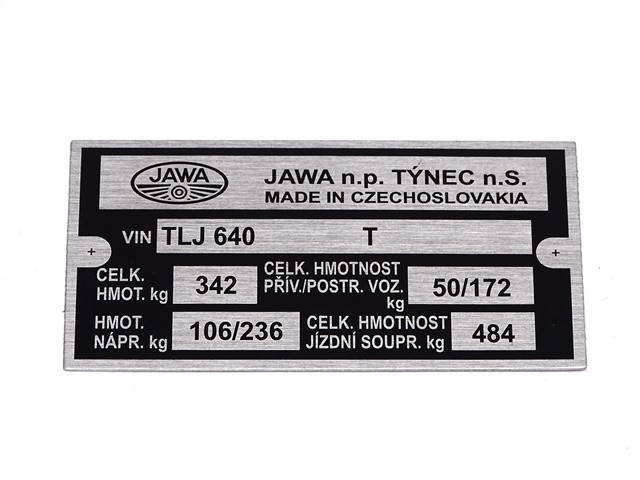 JAWA
JAWA n.p. TÝNEC n.S.
MADE IN CZECHOSLOVAKIA
VIN TLJ 640 T
CELK. HMOT. kg 342
CELK. HMOTNOST PŘÍV./POSTR. VOZ. kg 50/172
HMOT. NÁPR. kg 106/236
CELK. HMOTNOST JÍZDNÍ SOUPR. kg 484